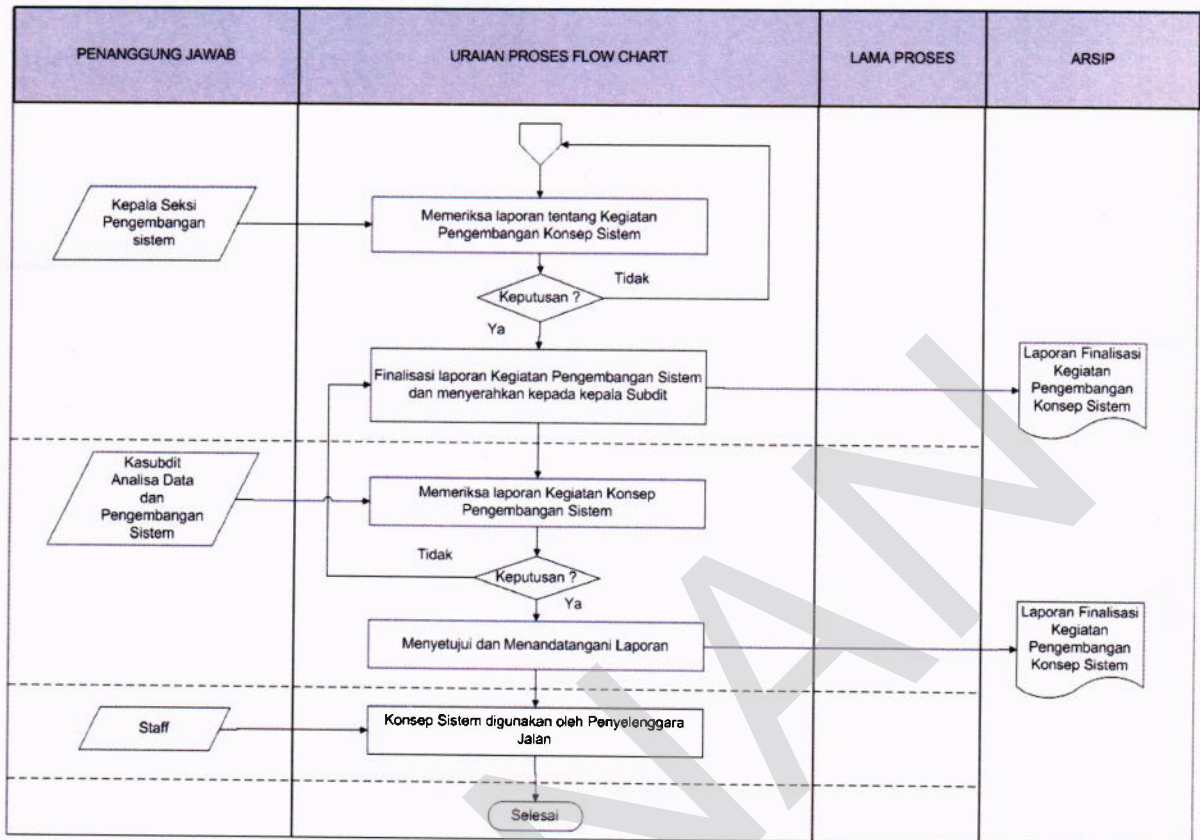 PENANGGUNG JAWAB
URAIAN PROSES FLOW CHART
LAMA PROSES
ARSIP
Kepala Seksi
Pengembangan
sistem
Memeriksa laporan tentang Kegiatan
Pengembangan Konsep Sistem
Tidak
Keputusan ?
Ya
Finalisasi laporan Kegiatan Pengembangan Sistem
dan menyerahkan kepada kepala Subdit
Laporan Finalisasi
Kegiatan
Pengembangan
Konsep Sistem
Kasubdit
Analisa Data
dan
Pengembangan
Sistem
Memeriksa laporan Kegiatan Konsep
Pengembangan Sistem
Tidak
Keputusan ?
Ya
Menyetujui dan Menandatangani Laporan
Laporan Finalisasi
Kegiatan
Pengembangan
Konsep Sistem
Staff
Konsep Sistem digunakan oleh Penyelenggara
Jalan
Selesai
NAN